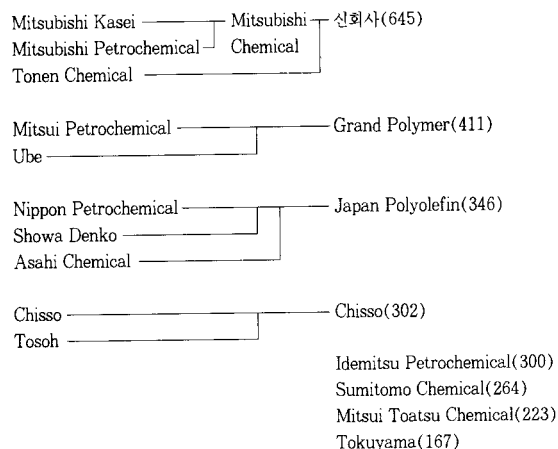 Mitsubishi Kasei Mitsubishi 신회사(645)
Mitsubishi Petrochemical Chemical
Tonen Chemical
Mitsui Petrochemical Grand Polymer(411)
Ube
Nippon Petrochemical Japan Polyolefin(346)
Showa Denko
Asahi Chemical
Chisso Chisso(302)
Tosoh
Idemitsu Petrochemical(300)
Sumitomo Chemical(264)
Mitsui Toatsu Chemical(223)
Tokuyama(167)